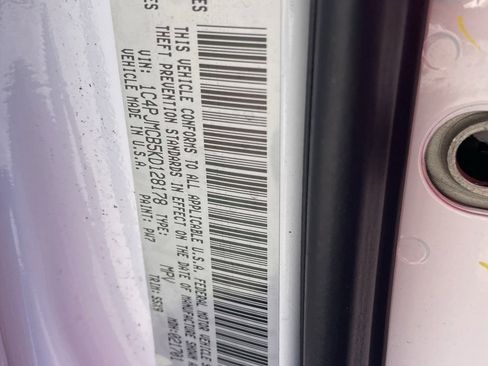 THIS VEHICLE CONFORMS TO ALL APPLICABLE U.S.A. FEDERAL MOTOR VEHICLE S
THEFT PREVENTION STANDARDS IN EFFECT ON THE DATE OF MANUFACTURE SHOWN A
VIN: 1C4PJMCB5KD128178 TYPE: MPV
VEHICLE MADE IN U.S.A. PAINT: PW7